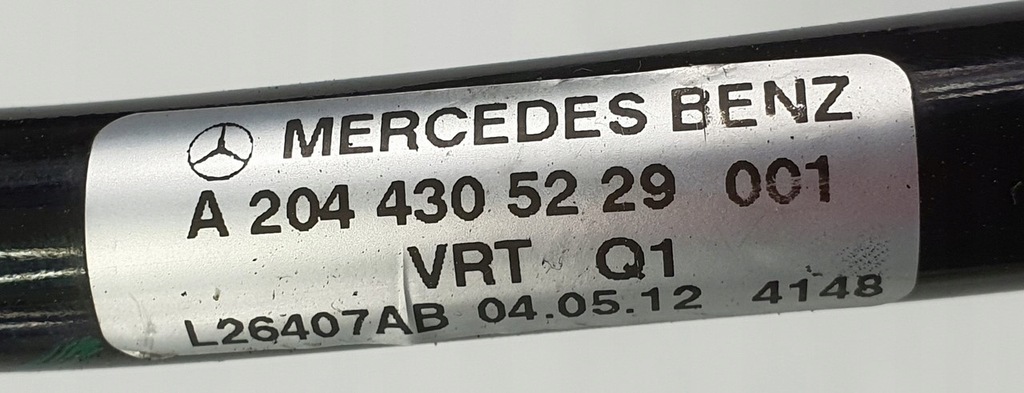 MERCEDES BENZ
A 204 430 52 29 001
VRT Q1
L26407AB 04.05.12 4148